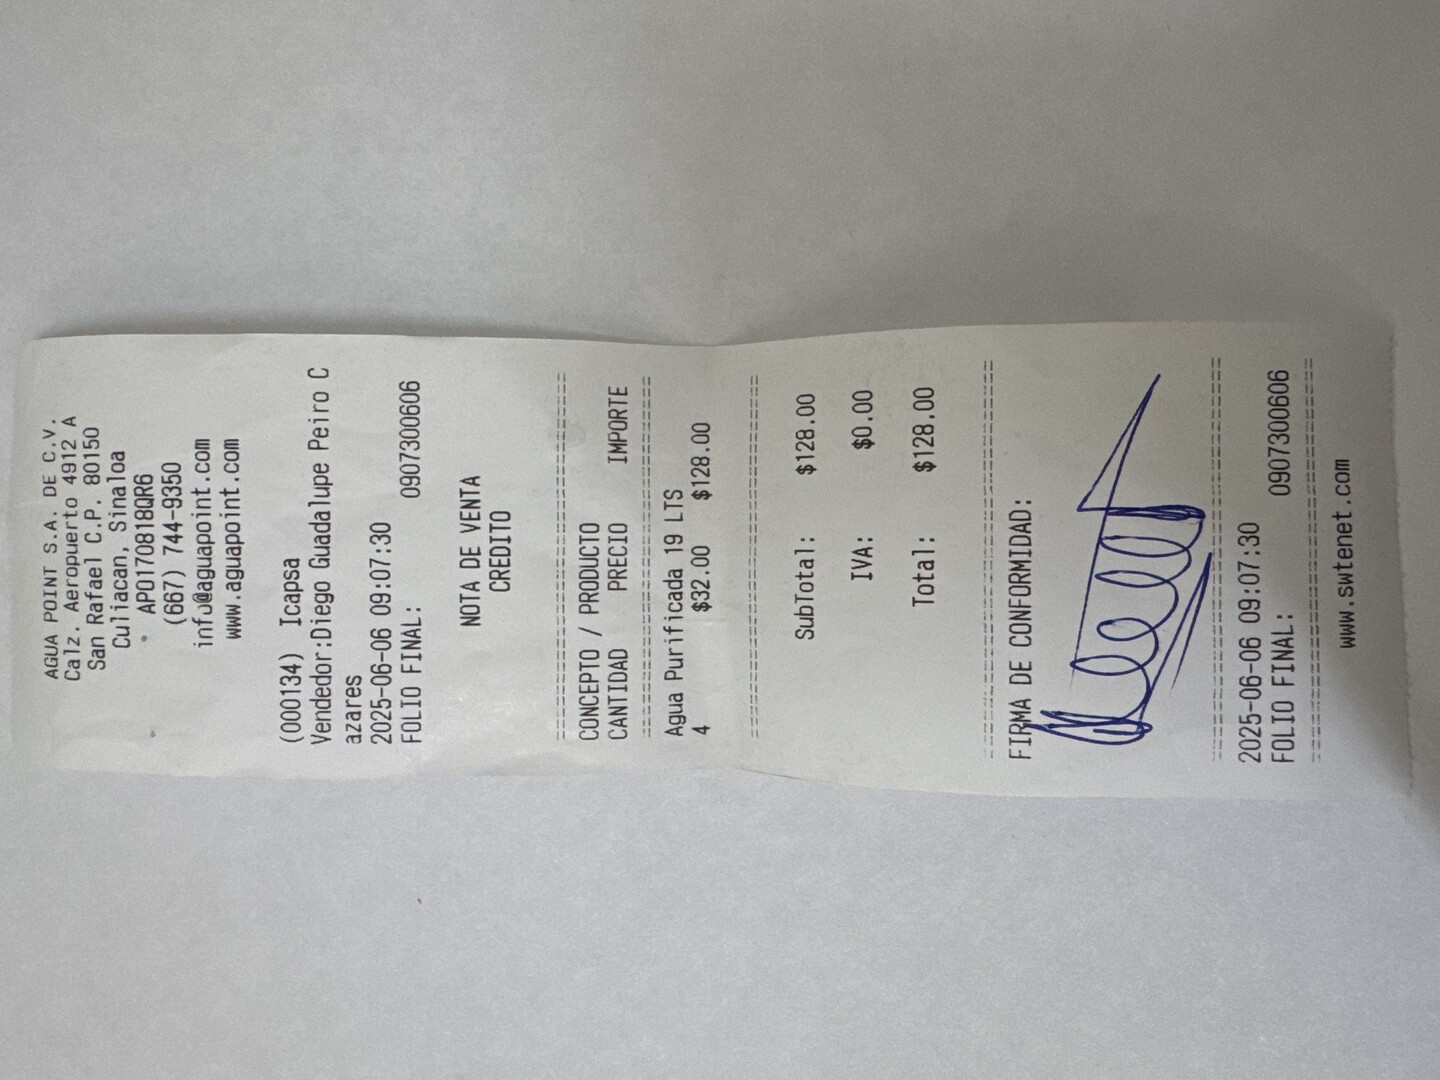 AGUA POINT S.A. DE C.V.
Calz. Aeropuerto 4912 A
San Rafael C.P. 80150
Culiacan, Sinaloa
APO170818QR6
(667) 744-9350
info@aguapoint.com
www.aguapoint.com
(000134) Icapsa
Vendedor:Diego Guadalupe Peiro C
azares
2025-06-06 09:07:30
FOLIO FINAL: 0907300606
NOTA DE VENTA
CREDITO
================================
CONCEPTO / PRODUCTO
CANTIDAD PRECIO IMPORTE
================================
Agua Purificada 19 LTS
4 $32.00 $128.00
================================
SubTotal: $128.00
IVA: $0.00
Total: $128.00
================================
FIRMA DE CONFORMIDAD:
================================
2025-06-06 09:07:30
FOLIO FINAL: 0907300606
================================
www.swtenet.com